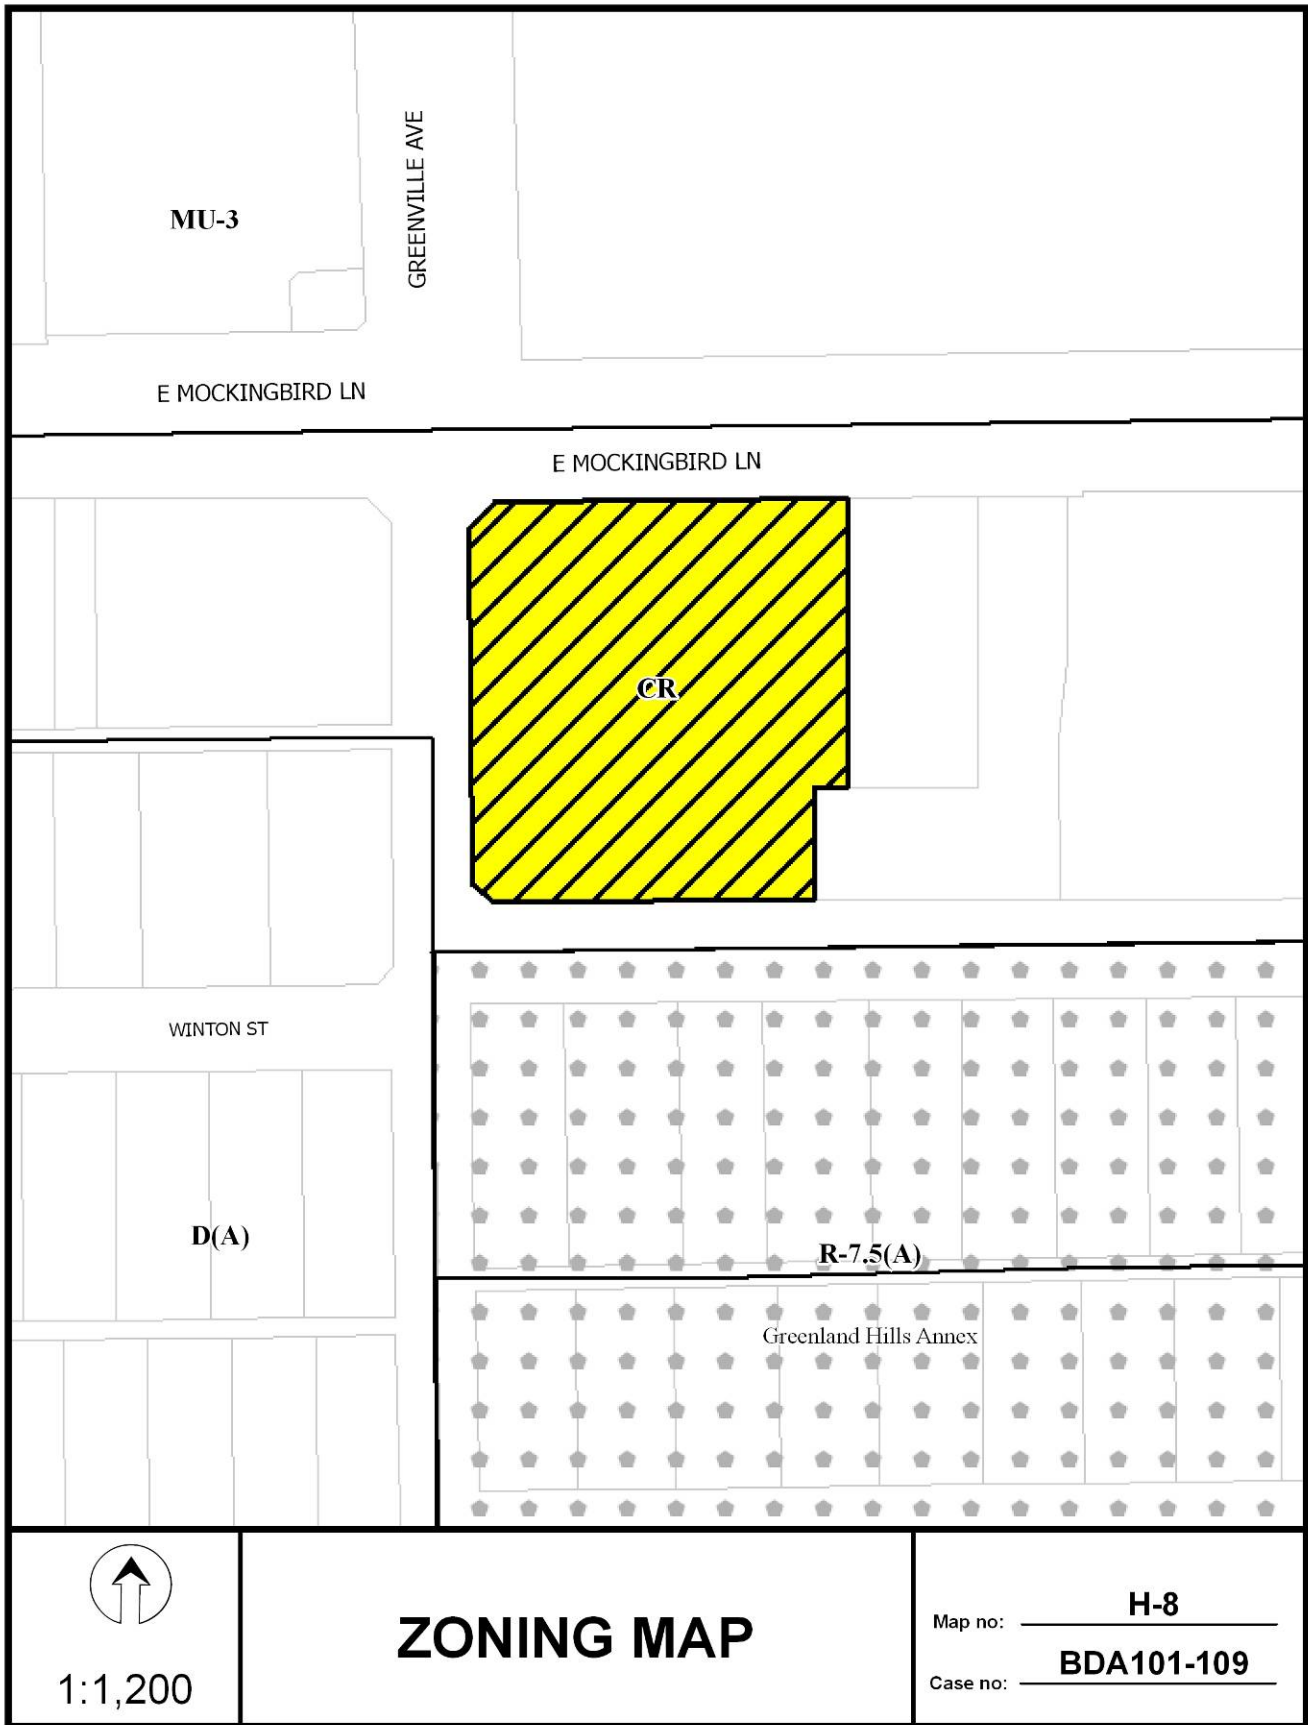 GREENVILLE AVE
MU-3
E MOCKINGBIRD LN
E MOCKINGBIRD LN
CR
WINTON ST
D(A)
R-7.5(A)
Greenland Hills Annex
1:1,200
ZONING MAP
Map no: H-8
Case no: BDA101-109